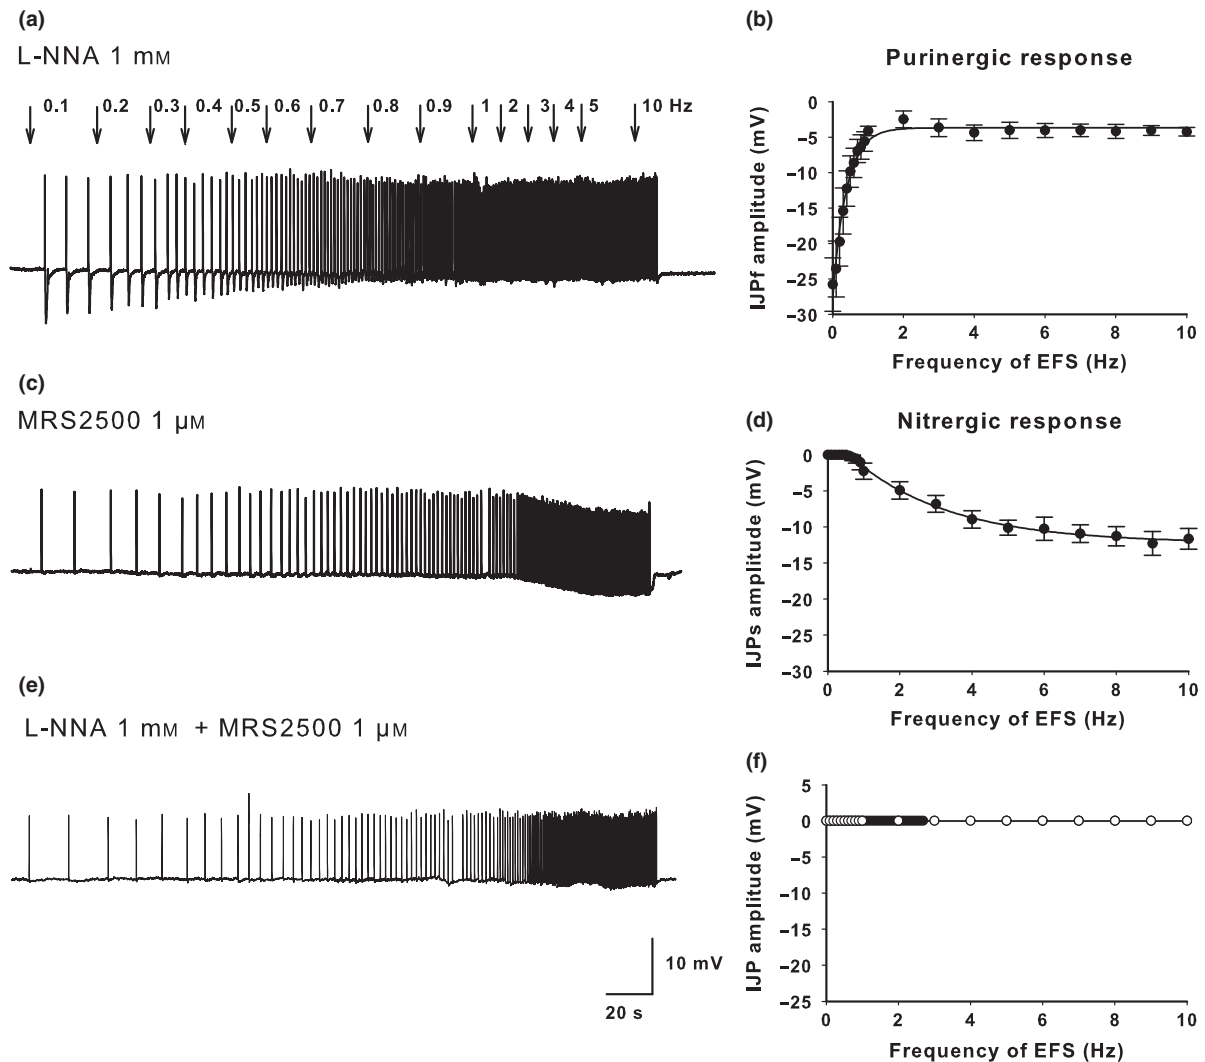 (a)
L-NNA 1 mM
0.1 0.2 0.3 0.4 0.5 0.6 0.7 0.8 0.9 1 2 3 4 5 10 Hz
(b)
Purinergic response
IJPf amplitude (mV)
0
−5
−10
−15
−20
−25
−30
0 2 4 6 8 10
Frequency of EFS (Hz)
(c)
MRS2500 1 μM
(d)
Nitrergic response
IJPs amplitude (mV)
0
−5
−10
−15
−20
−25
−30
0 2 4 6 8 10
Frequency of EFS (Hz)
(e)
L-NNA 1 mM + MRS2500 1 μM
10 mV
20 s
(f)
IJP amplitude (mV)
5
0
−5
−10
−15
−20
−25
0 2 4 6 8 10
Frequency of EFS (Hz)